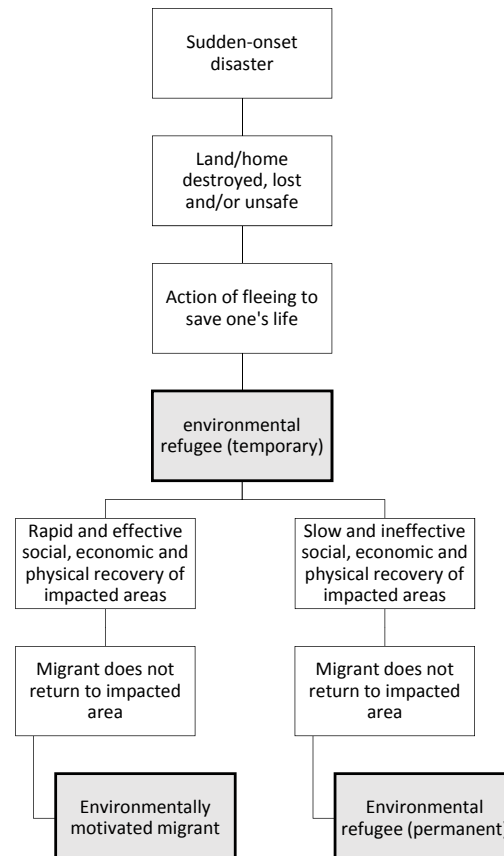 Sudden-onset
disaster
Land/home
destroyed, lost
and/or unsafe
Action of fleeing to
save one's life
environmental
refugee (temporary)
Rapid and effective
social, economic and
physical recovery of
impacted areas
Slow and ineffective
social, economic and
physical recovery of
impacted areas
Migrant does not
return to impacted
area
Migrant does not
return to impacted
area
Environmentally
motivated migrant
Environmental
refugee (permanent)